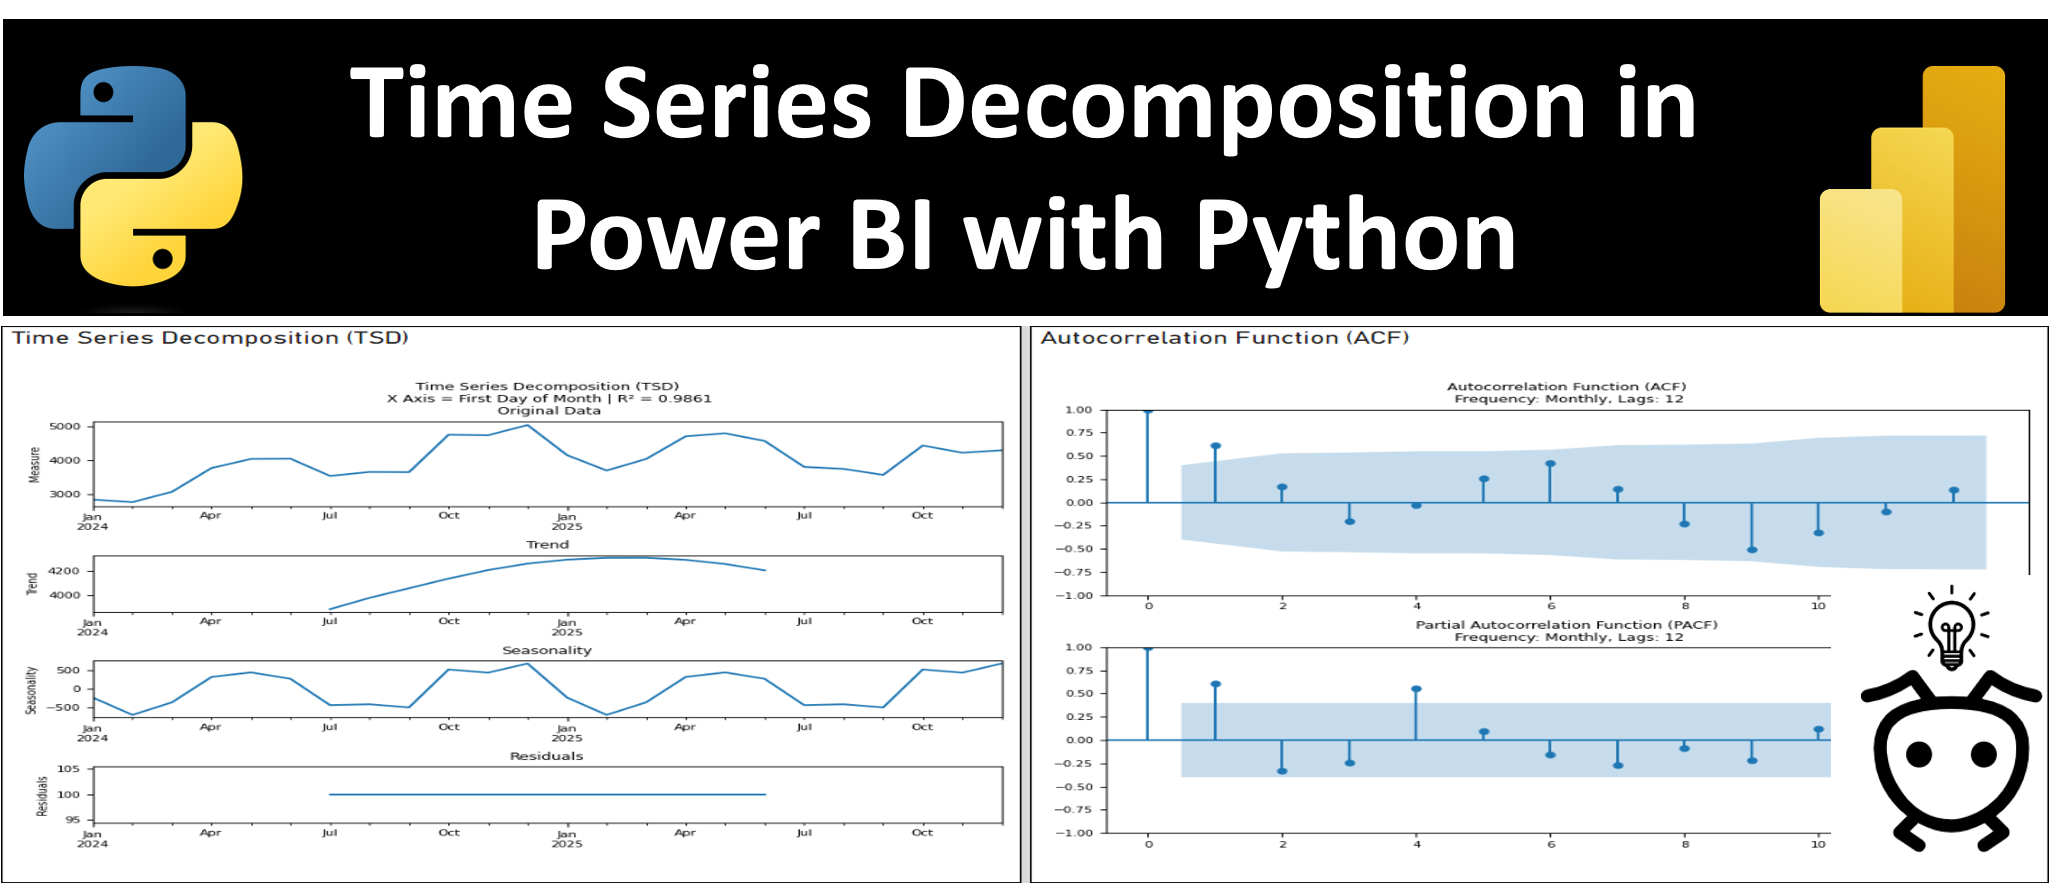 Time Series Decomposition in
Power BI with Python
Time Series Decomposition (TSD)
Time Series Decomposition (TSD)
X Axis = First Day of Month | R² = 0.9861
Original Data
Measure
5000
4000
3000
Jan Apr Jul Oct Jan Apr Jul Oct
2024 2025
Trend
Trend
4200
4000
Jan Apr Jul Oct Jan Apr Jul Oct
2024 2025
Seasonality
Seasonality
500
0
−500
Jan Apr Jul Oct Jan Apr Jul Oct
2024 2025
Residuals
Residuals
105
100
95
Jan Apr Jul Oct Jan Apr Jul Oct
2024 2025
Autocorrelation Function (ACF)
Autocorrelation Function (ACF)
Frequency: Monthly, Lags: 12
1.00
0.75
0.50
0.25
0.00
−0.25
−0.50
−0.75
−1.00
0 2 4 6 8 10
Partial Autocorrelation Function (PACF)
Frequency: Monthly, Lags: 12
1.00
0.75
0.50
0.25
0.00
−0.25
−0.50
−0.75
−1.00
0 2 4 6 8 10